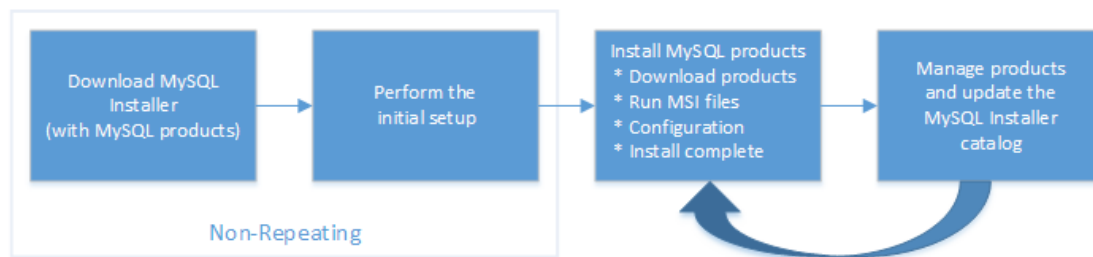 Download MySQL
Installer
(with MySQL products)
Perform the
initial setup
Install MySQL products
* Download products
* Run MSI files
* Configuration
* Install complete
Manage products
and update the
MySQL Installer
catalog
Non-Repeating